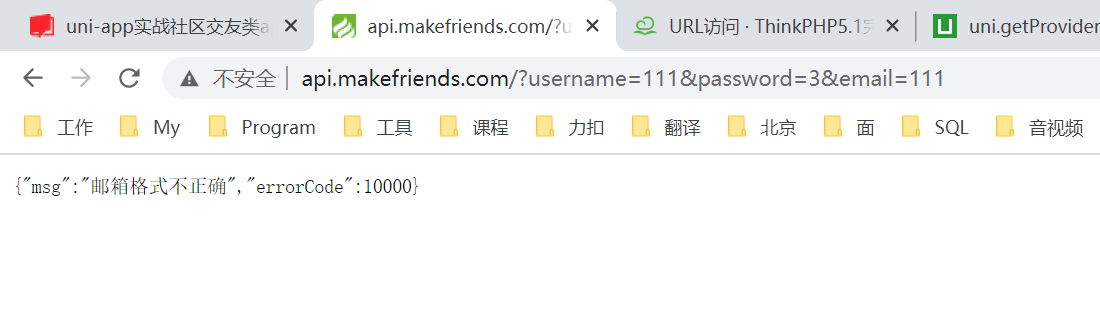 uni-app实战社区交友类a
api.makefriends.com/?u
URL访问 · ThinkPHP5.1完
uni.getProvider
不安全 api.makefriends.com/?username=111&password=3&email=111
工作 My Program 工具 课程 力扣 翻译 北京 面 SQL 音视频
{"msg":"邮箱格式不正确","errorCode":10000}